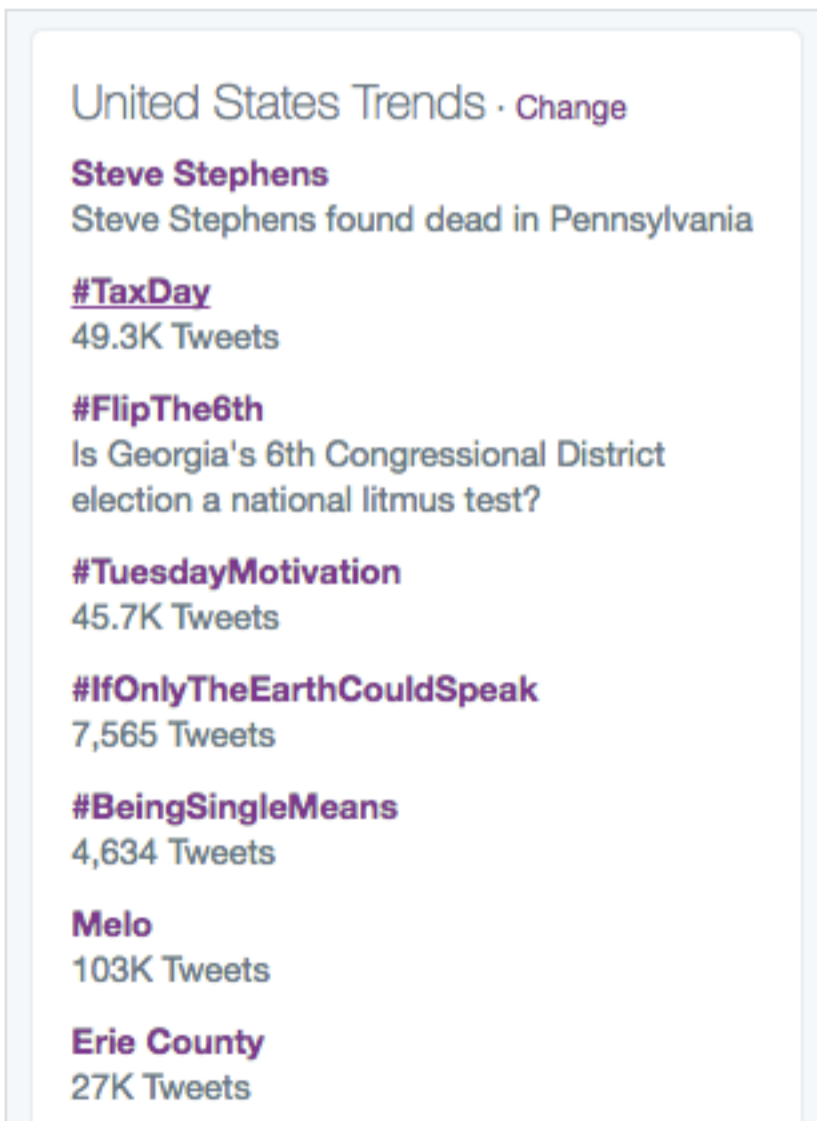 United States Trends · Change
Steve Stephens
Steve Stephens found dead in Pennsylvania
#TaxDay
49.3K Tweets
#FlipThe6th
Is Georgia's 6th Congressional District
election a national litmus test?
#TuesdayMotivation
45.7K Tweets
#IfOnlyTheEarthCouldSpeak
7,565 Tweets
#BeingSingleMeans
4,634 Tweets
Melo
103K Tweets
Erie County
27K Tweets